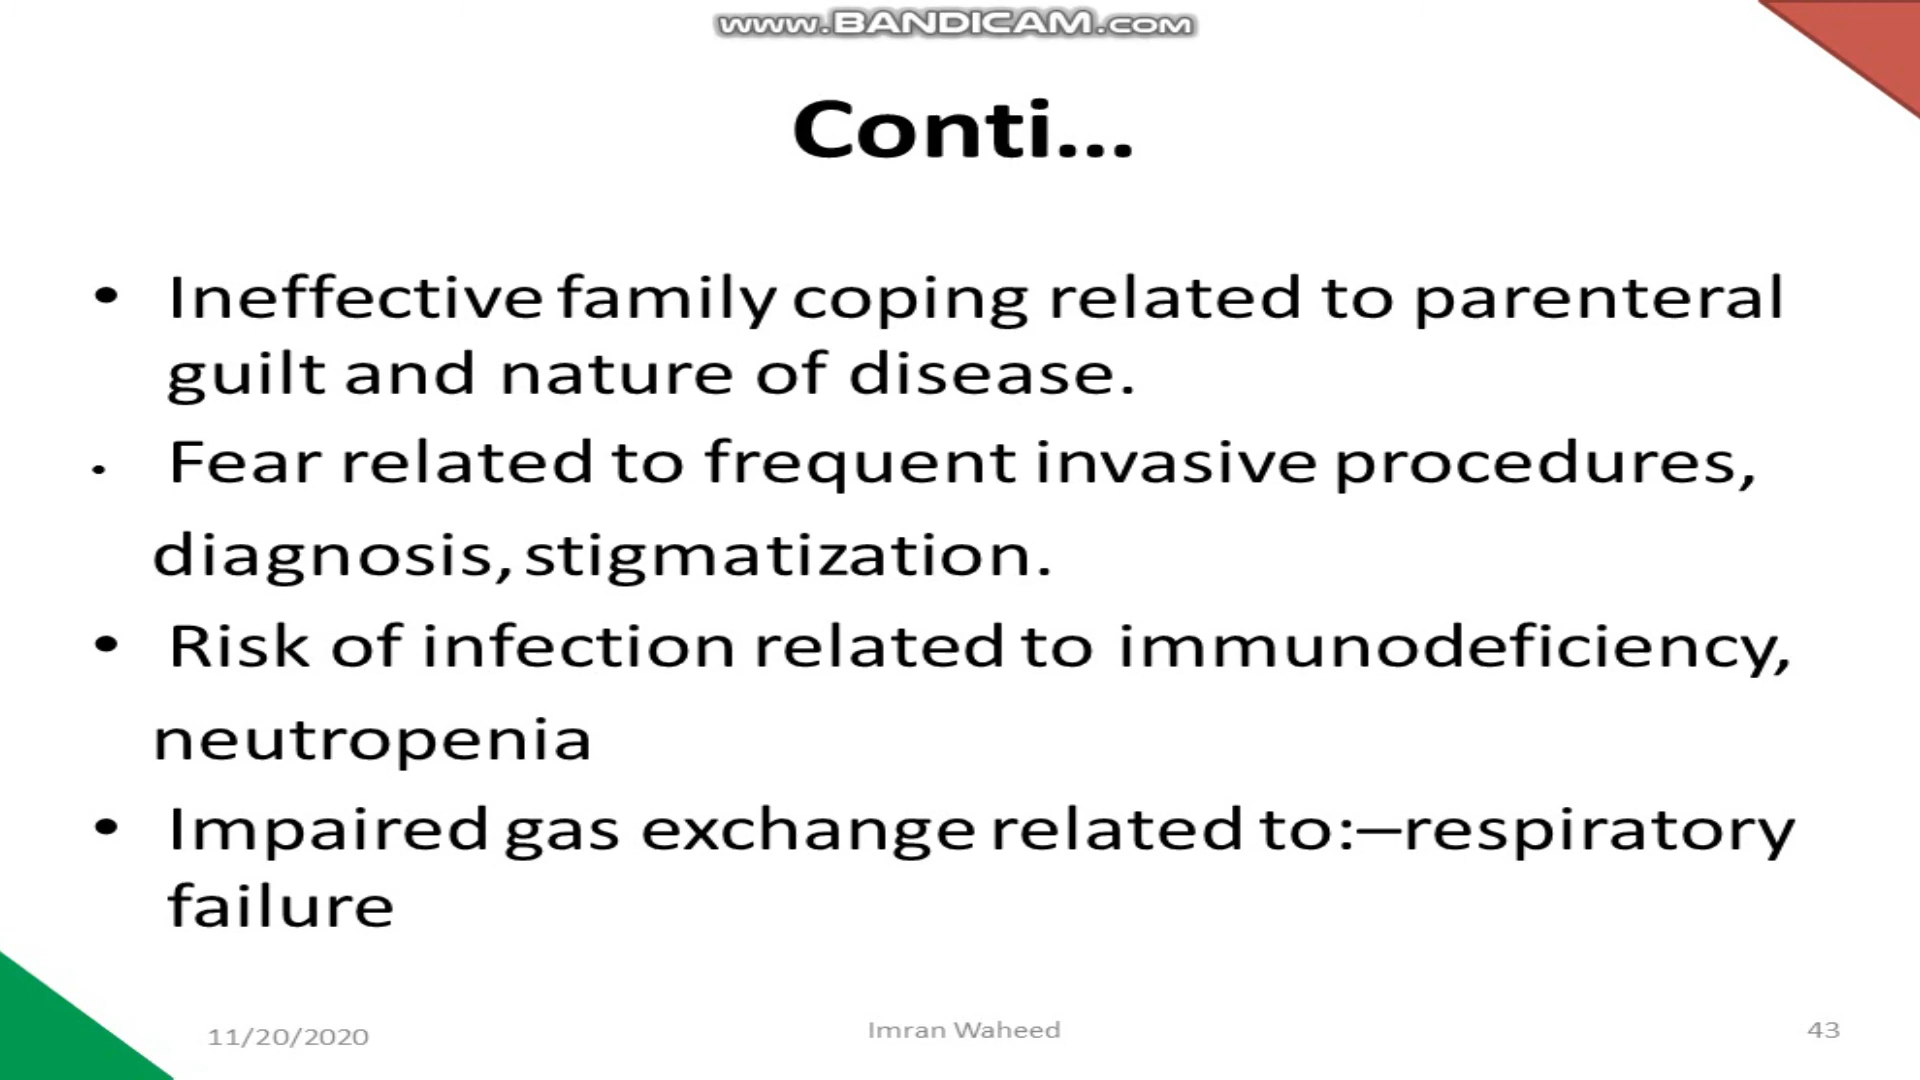 www.BANDICAM.com
Conti...
• Ineffective family coping related to parenteral
guilt and nature of disease.
• Fear related to frequent invasive procedures,
diagnosis, stigmatization.
• Risk of infection related to immunodeficiency,
neutropenia
• Impaired gas exchange related to:–respiratory
failure
11/20/2020
Imran Waheed
43